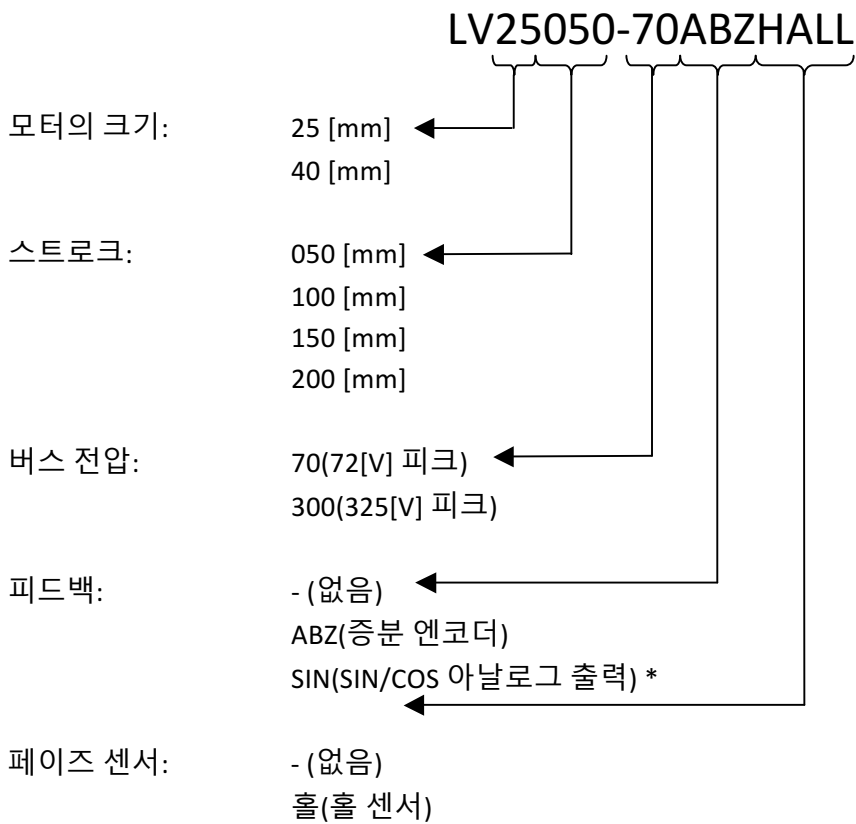 LV25050-70ABZHALL
모터의 크기: 25 [mm]
40 [mm]
스트로크: 050 [mm]
100 [mm]
150 [mm]
200 [mm]
버스 전압: 70(72[V] 피크)
300(325[V] 피크)
피드백: - (없음)
ABZ(증분 엔코더)
SIN(SIN/COS 아날로그 출력) *
페이즈 센서: - (없음)
홀(홀 센서)